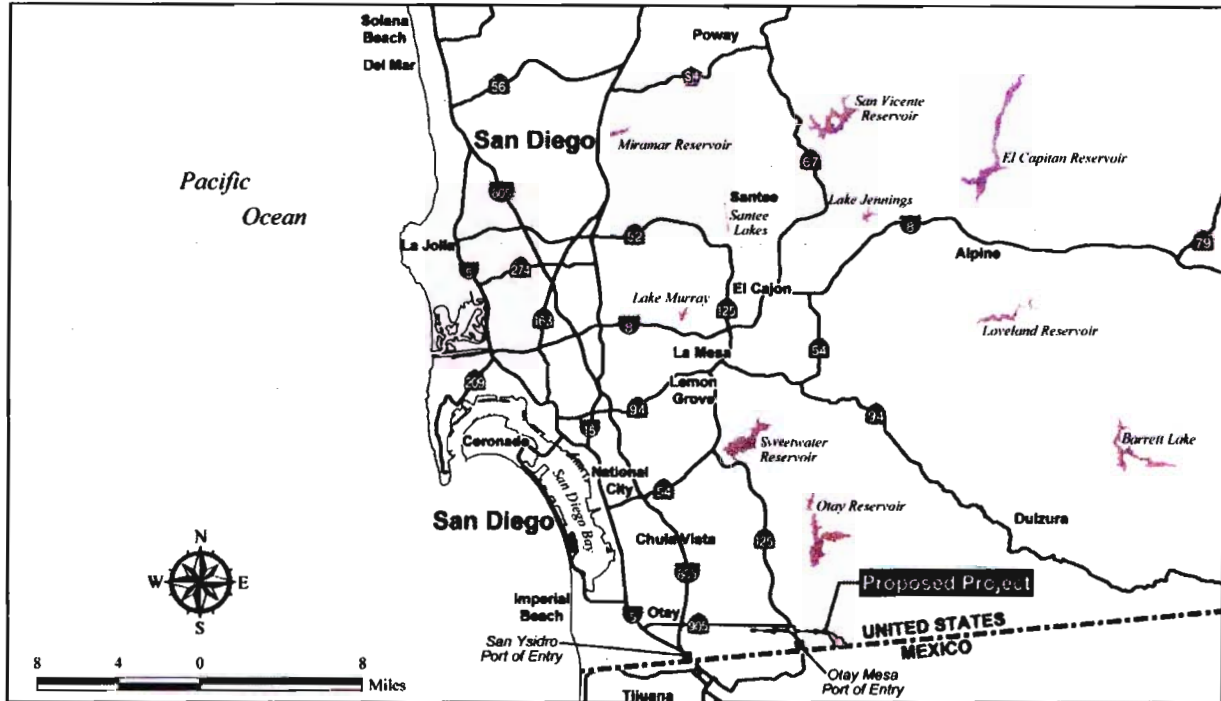 Solana
Beach
Del Mar
Poway
56
S4
San Diego
Miramar Reservoir
San Vicente
Reservoir
67
El Capitan Reservoir
Pacific
Ocean
805
Santee
Santee
Lakes
Lake Jennings
8
79
La Jolla
52
Alpine
5
274
El Cajon
Lake Murray
125
163
8
Loveland Reservoir
La Mesa
54
209
Lemon
Grove
94
94
15
Coronado
Sweetwater
Reservoir
Barrett Lake
National
City
54
San Diego Bay
San Diego
Otay Reservoir
Dulzura
Chula Vista
125
805
N
W
E
S
Proposed Project
Imperial
Beach
5
Otay
905
UNITED STATES
MEXICO
San Ysidro
Port of Entry
Otay Mesa
Port of Entry
8
4
0
8
Miles
Tijuana